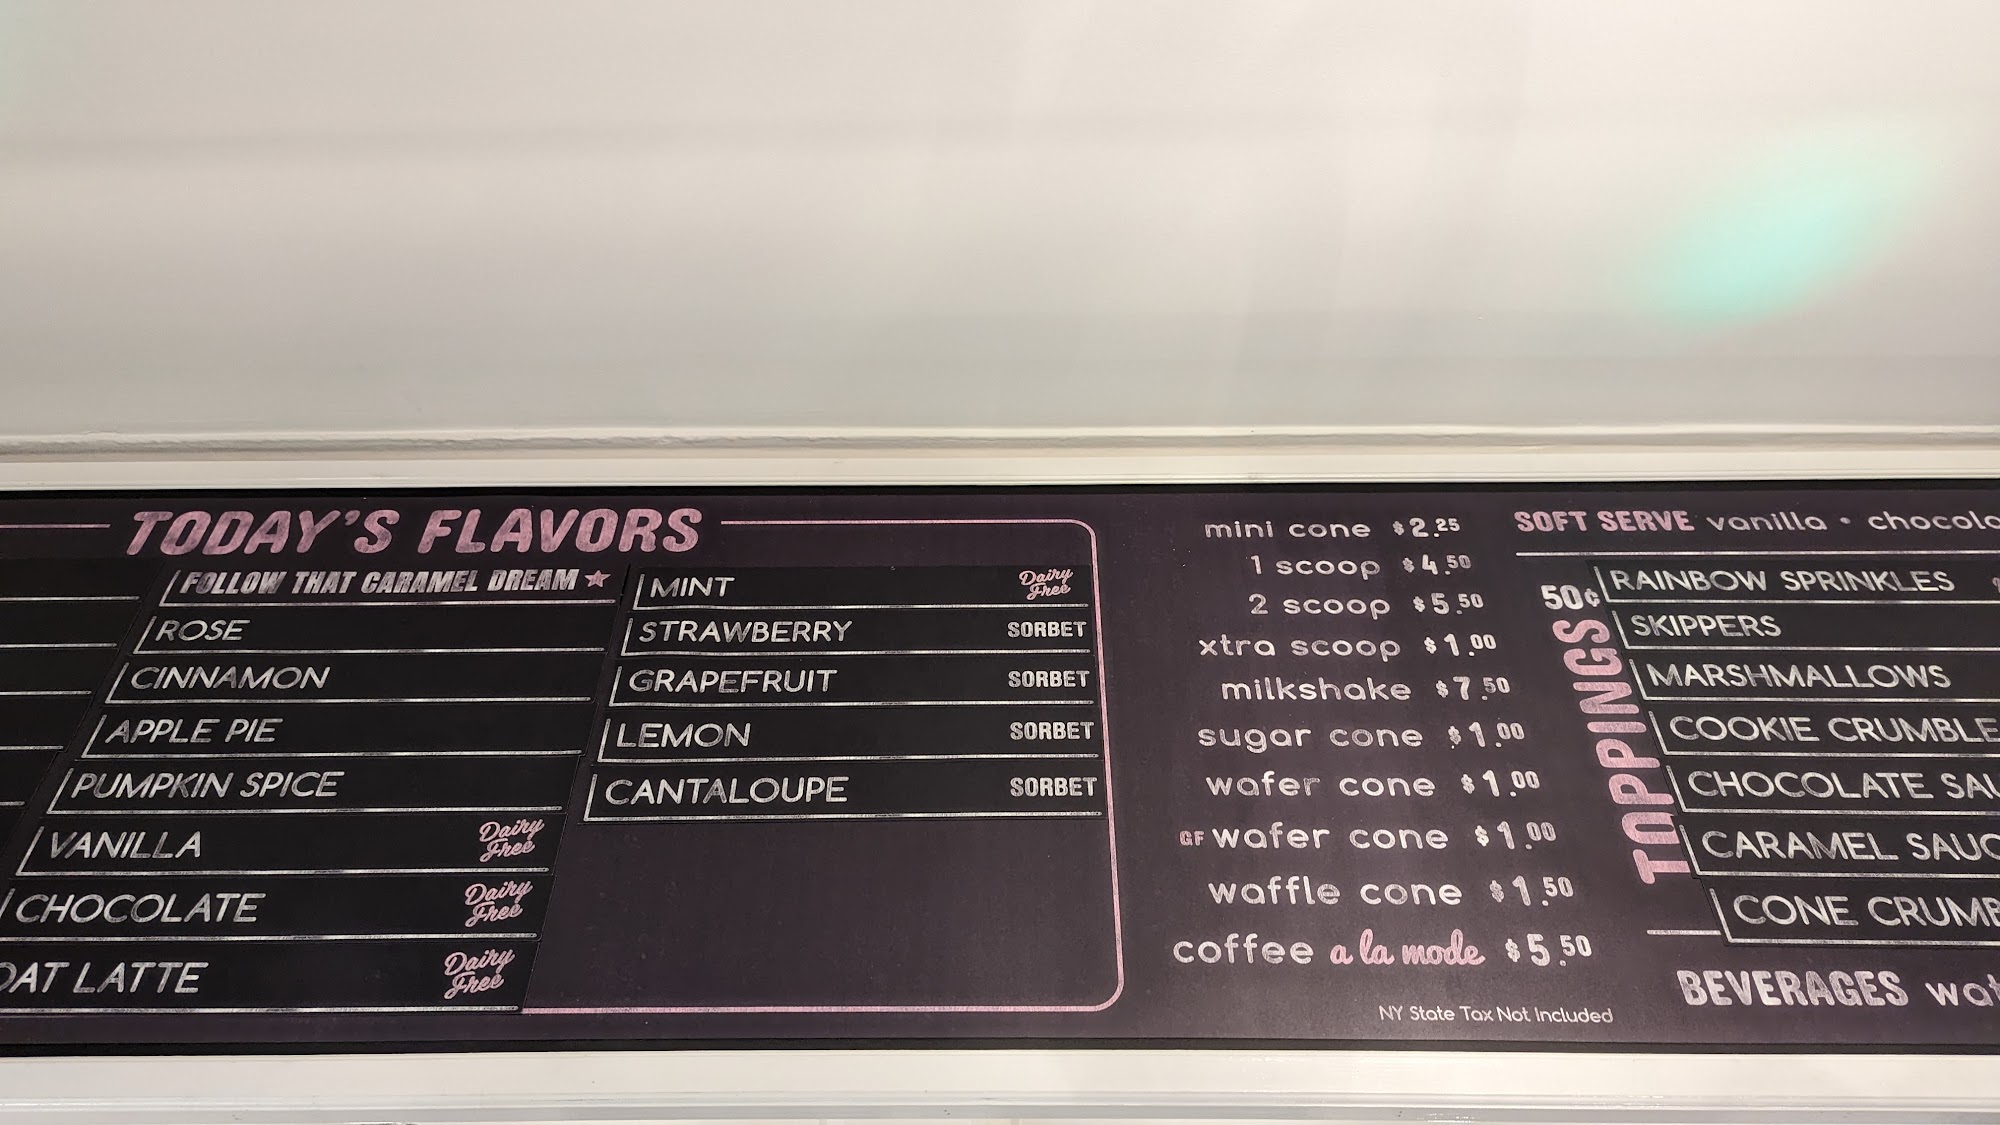 TODAY'S FLAVORS
FOLLOW THAT CARAMEL DREAM
ROSE
CINNAMON
APPLE PIE
PUMPKIN SPICE
VANILLA Dairy Free
CHOCOLATE Dairy Free
OAT LATTE Dairy Free
MINT Dairy Free
STRAWBERRY SORBET
GRAPEFRUIT SORBET
LEMON SORBET
CANTALOUPE SORBET
mini cone $2.25
1 scoop $4.50
2 scoop $5.50
xtra scoop $1.00
milkshake $7.50
sugar cone $1.00
wafer cone $1.00
GF wafer cone $1.00
waffle cone $1.50
coffee a la mode $5.50
NY State Tax Not Included
SOFT SERVE vanilla •
50¢ TOPPINGS
RAINBOW SPRINKLES
SKIPPERS
MARSHMALLOWS
COOKIE CRUMBLE
CHOCOLATE
CARAMEL
CONE
BEVERAGES